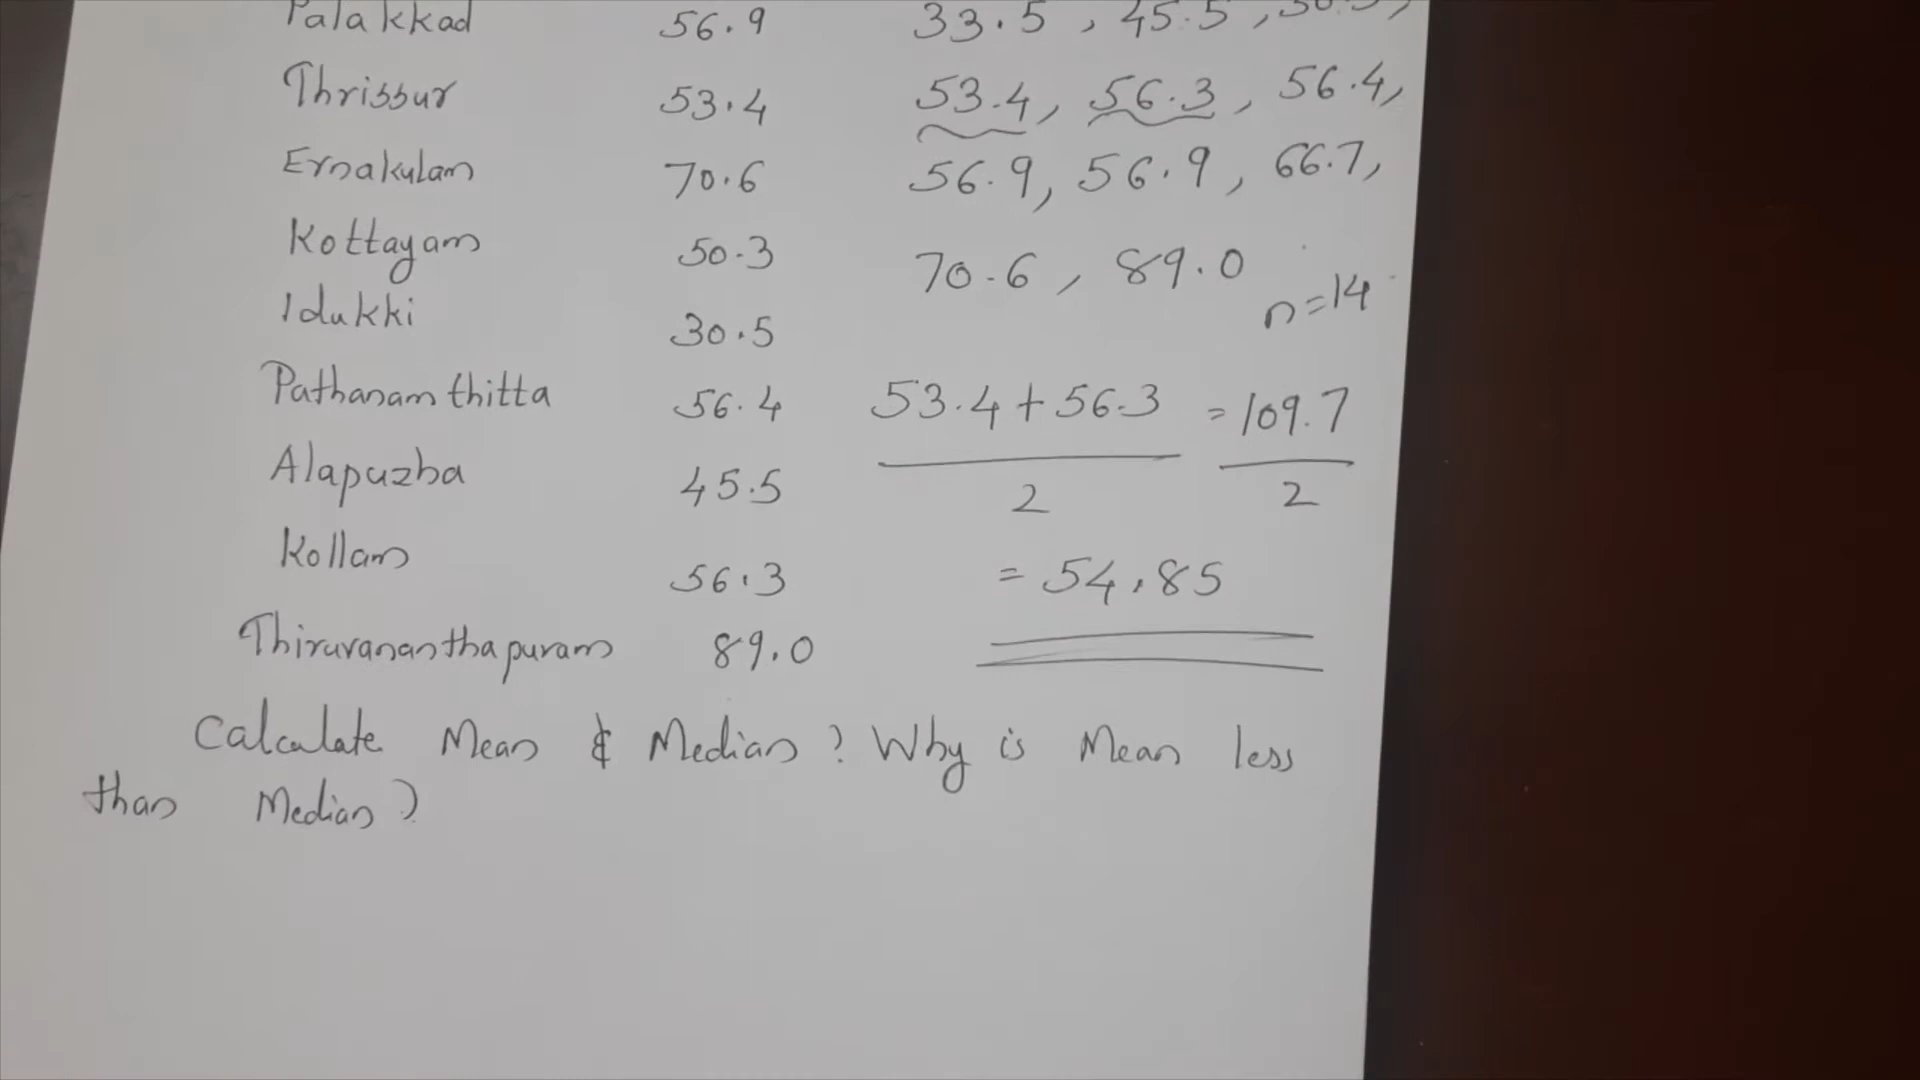 Palakkad 56.9 33.5, 45.5,
Thrissur 53.4 53.4, 56.3, 56.4,
Ernakulam 70.6 56.9, 56.9, 66.7,
Kottayam 50.3 70.6, 89.0
n=14
Idukki 30.5
Pathanamthitta 56.4 53.4+56.3 = 109.7
Alapuzha 45.5 2 2
Kollam 56.3 = 54.85
Thiruvananthapuram 89.0
Calculate Mean & Median? Why is Mean less
than Median?